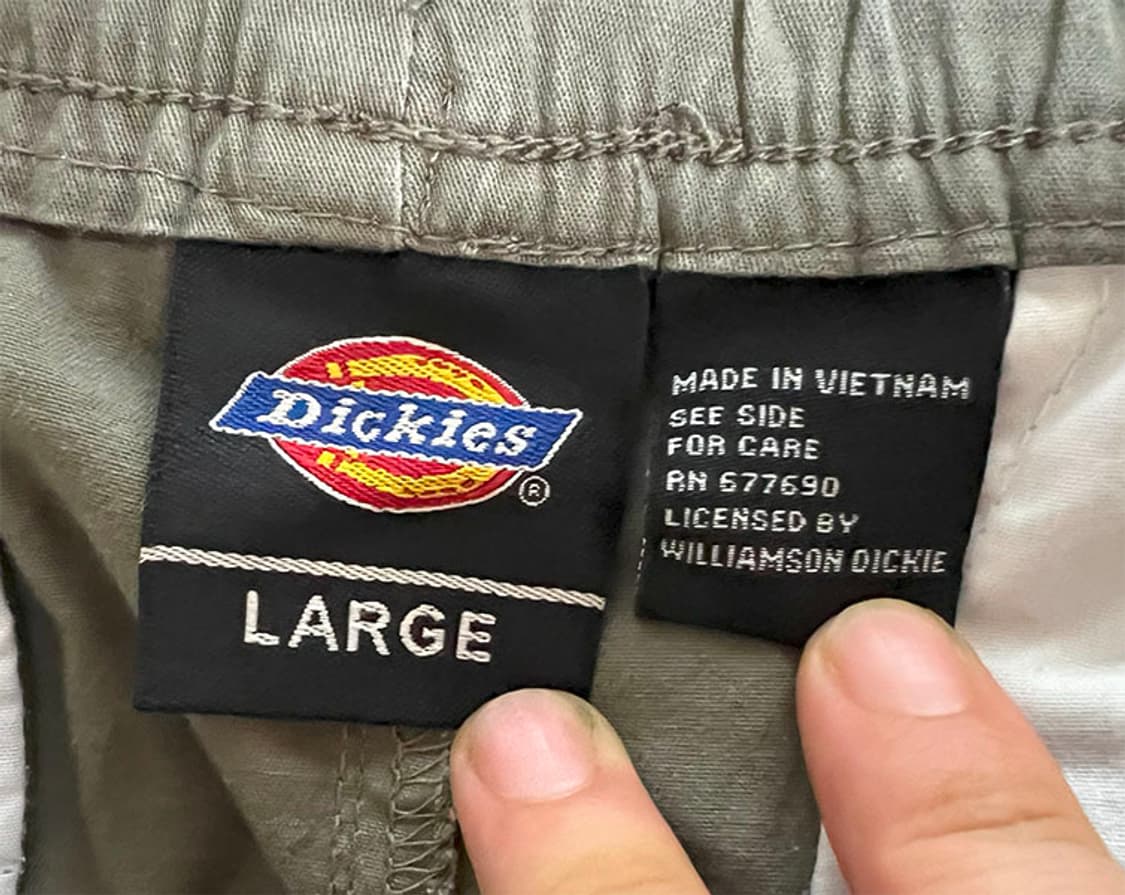 Dickies
®
LARGE
MADE IN VIETNAM
SEE SIDE
FOR CARE
RN 677690
LICENSED BY
WILLIAMSON DICKIE